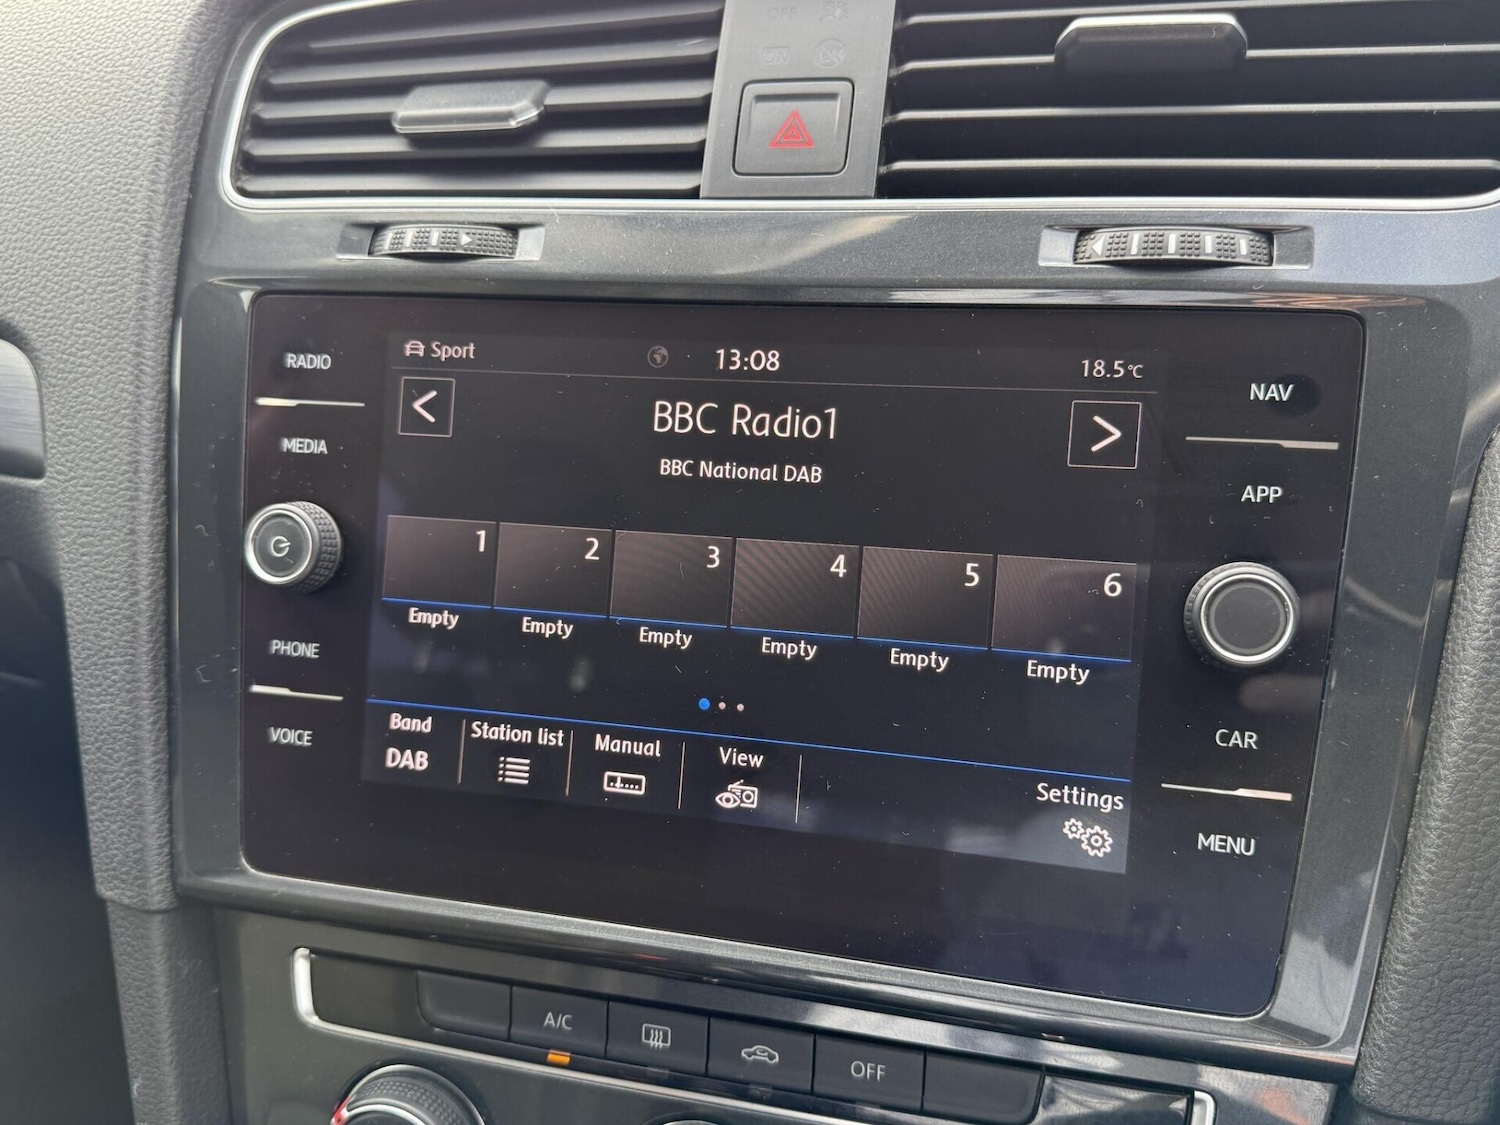 OFF
ON
RADIO
MEDIA
PHONE
VOICE
Sport
13:08
18.5°C
BBC Radio1
BBC National DAB
1
2
3
4
5
6
Empty
Empty
Empty
Empty
Empty
Empty
Band
DAB
Station list
Manual
View
Settings
NAV
APP
CAR
MENU
A/C
OFF